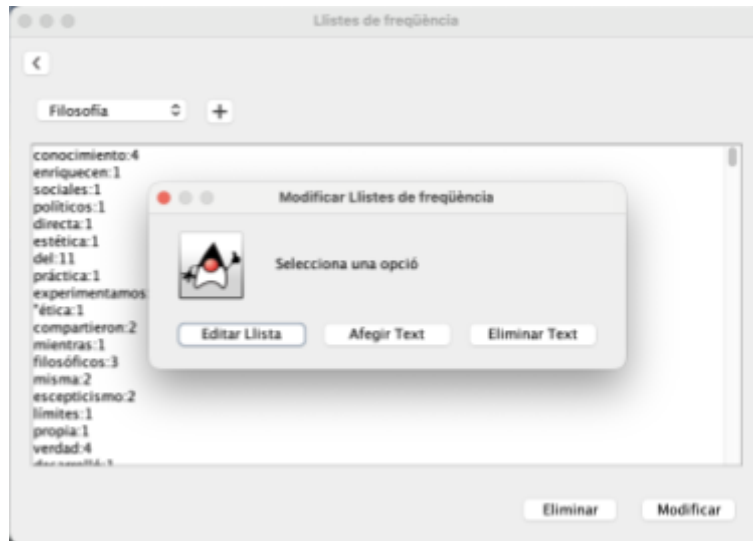 Llistes de freqüència
<
Filosofía
+
conocimiento:4
enriquecen:1
sociales:1
políticos:1
directa:1
estética:1
del:11
práctica:1
experimentamos
"ética:1
compartieron:2
mientras:1
filosóficos:3
misma:2
escepticismo:2
límites:1
propia:1
verdad:4
desarrolló:1
Modificar Llistes de freqüència
Selecciona una opció
Editar Llista Afegir Text Eliminar Text
Eliminar Modificar